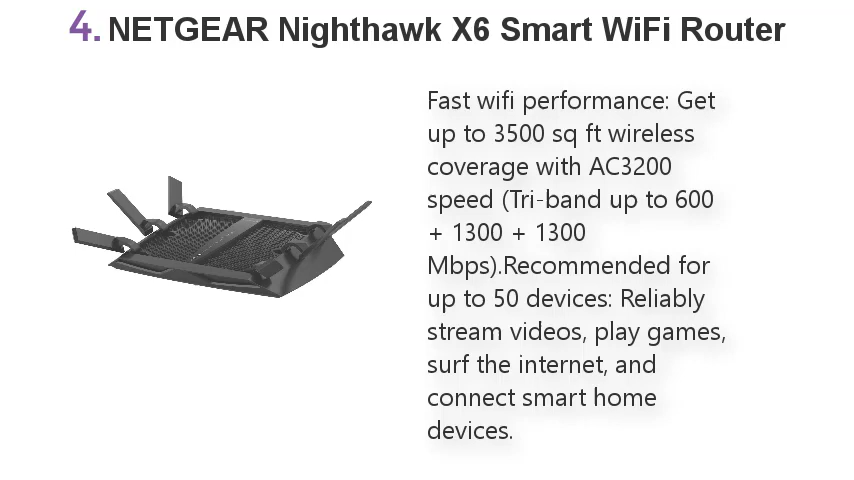 4. NETGEAR Nighthawk X6 Smart WiFi Router
Fast wifi performance: Get
up to 3500 sq ft wireless
coverage with AC3200
speed (Tri-band up to 600
+ 1300 + 1300
Mbps).Recommended for
up to 50 devices: Reliably
stream videos, play games,
surf the internet, and
connect smart home
devices.